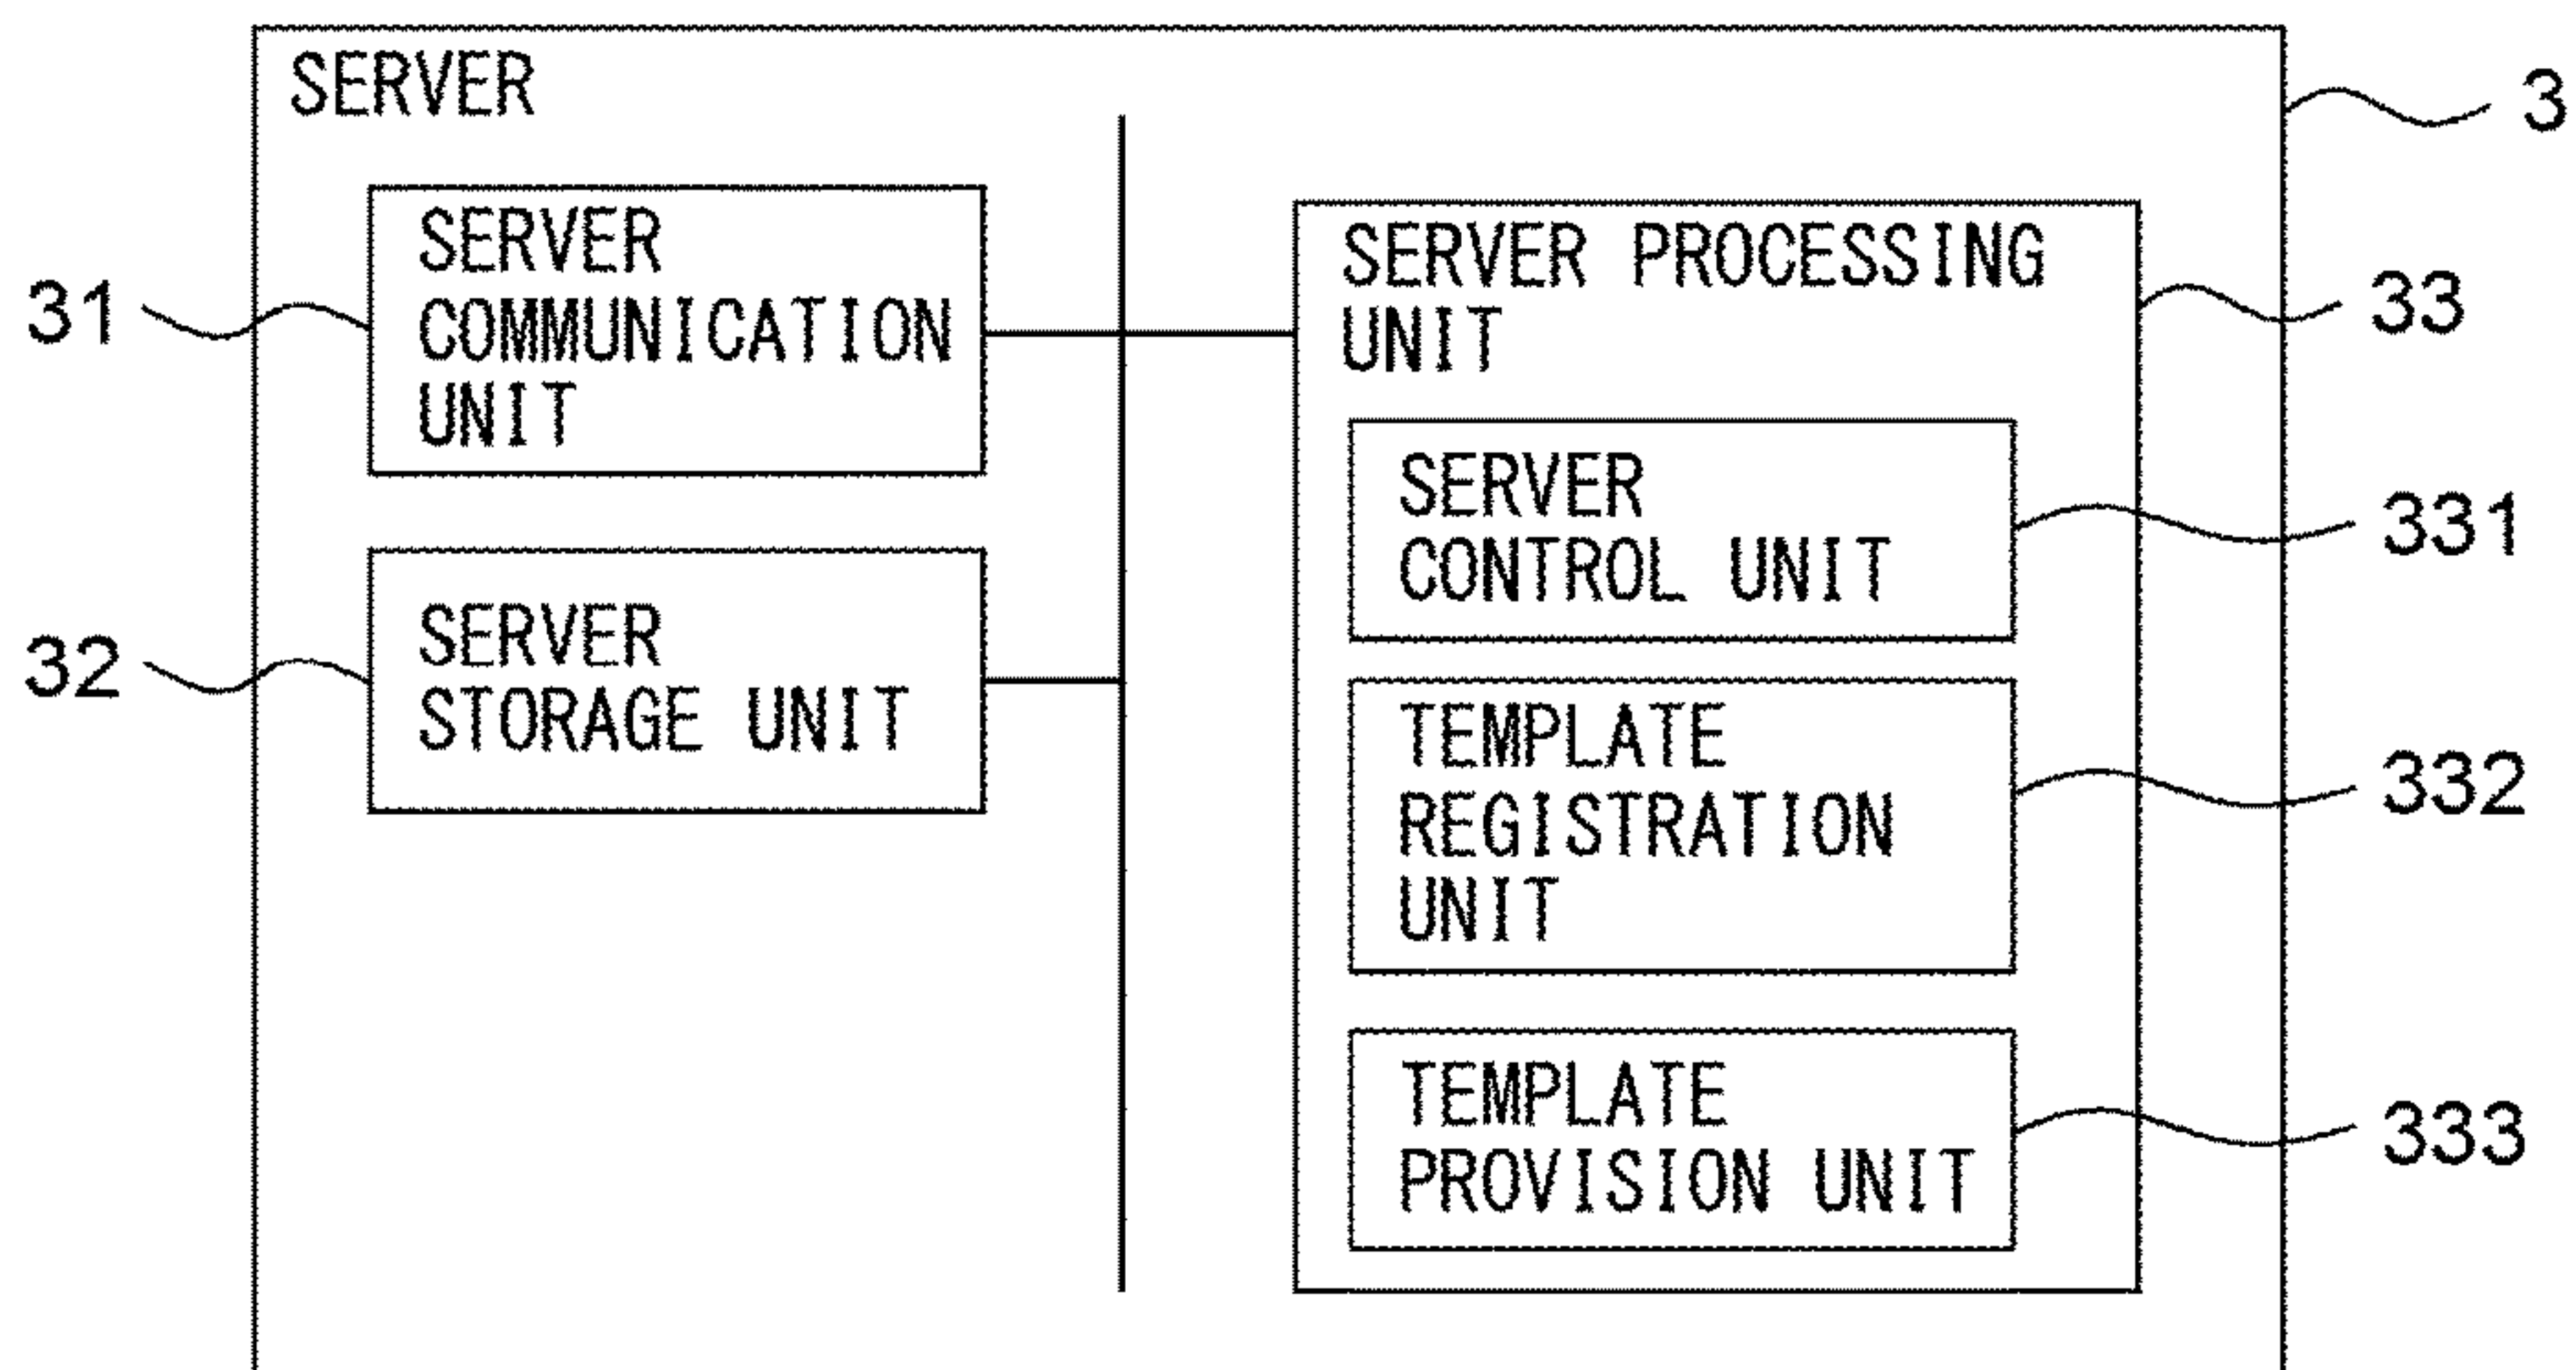 SERVER
3
SERVER
COMMUNICATION
UNIT
31
SERVER
STORAGE UNIT
32
SERVER PROCESSING
UNIT
33
SERVER
CONTROL UNIT
331
TEMPLATE
REGISTRATION
UNIT
332
TEMPLATE
PROVISION UNIT
333